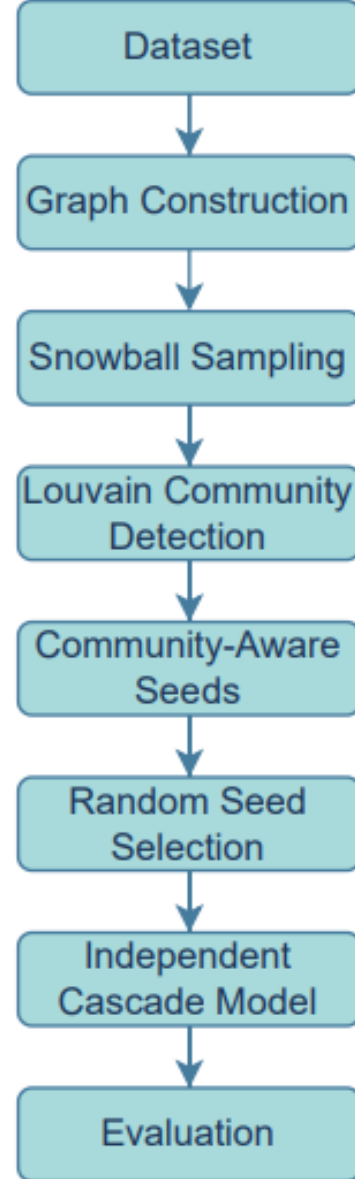 Dataset
Graph Construction
Snowball Sampling
Louvain Community
Detection
Community-Aware
Seeds
Random Seed
Selection
Independent
Cascade Model
Evaluation